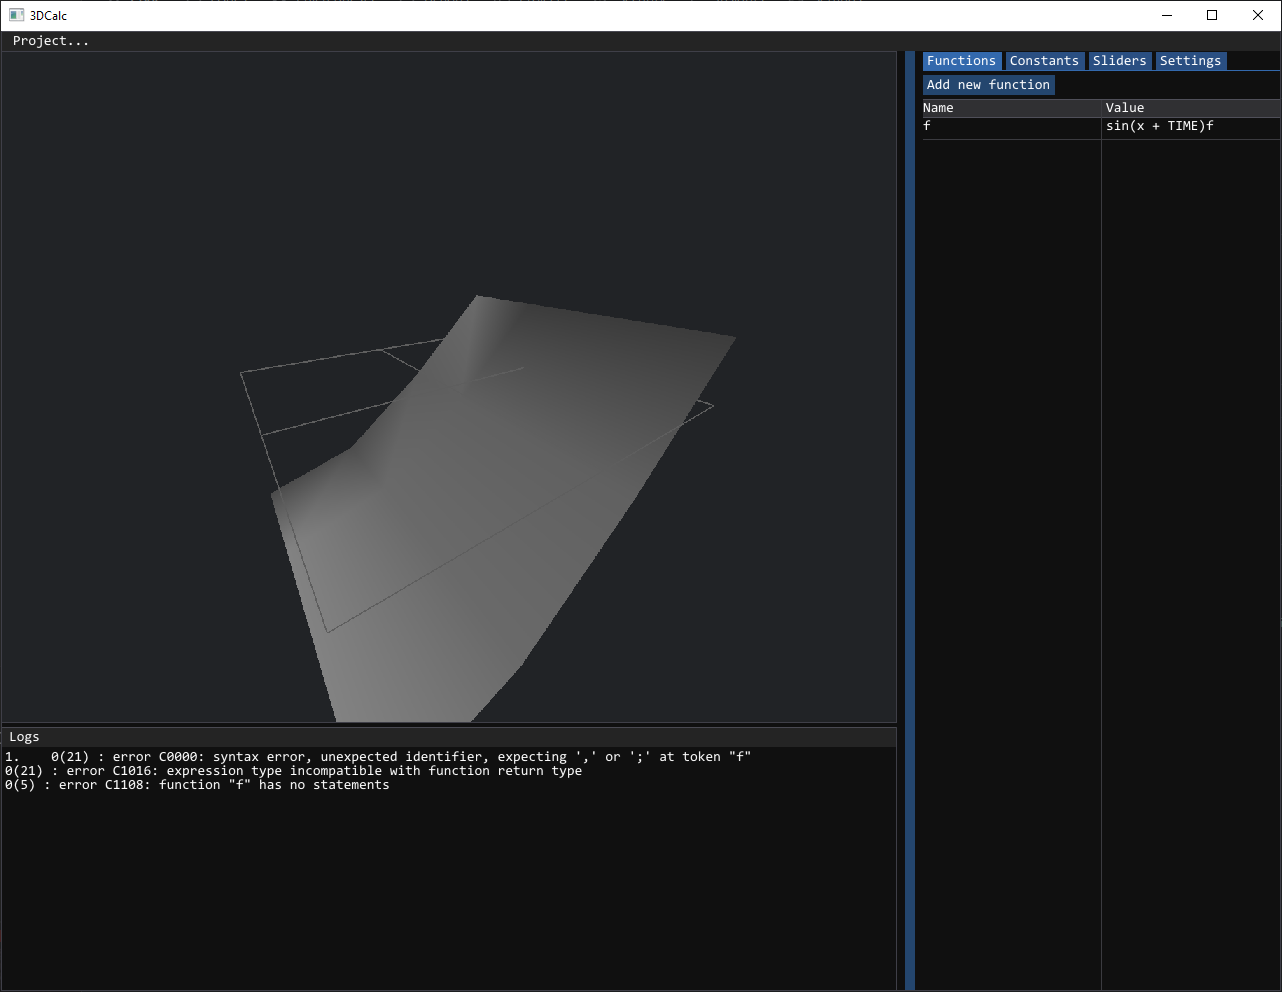 3DCalc
Project...
Functions Constants Sliders Settings
Add new function
Name Value
f sin(x + TIME)f
Logs
1.    0(21) : error C0000: syntax error, unexpected identifier, expecting ',' or ';' at token "f"
0(21) : error C1016: expression type incompatible with function return type
0(5) : error C1108: function "f" has no statements